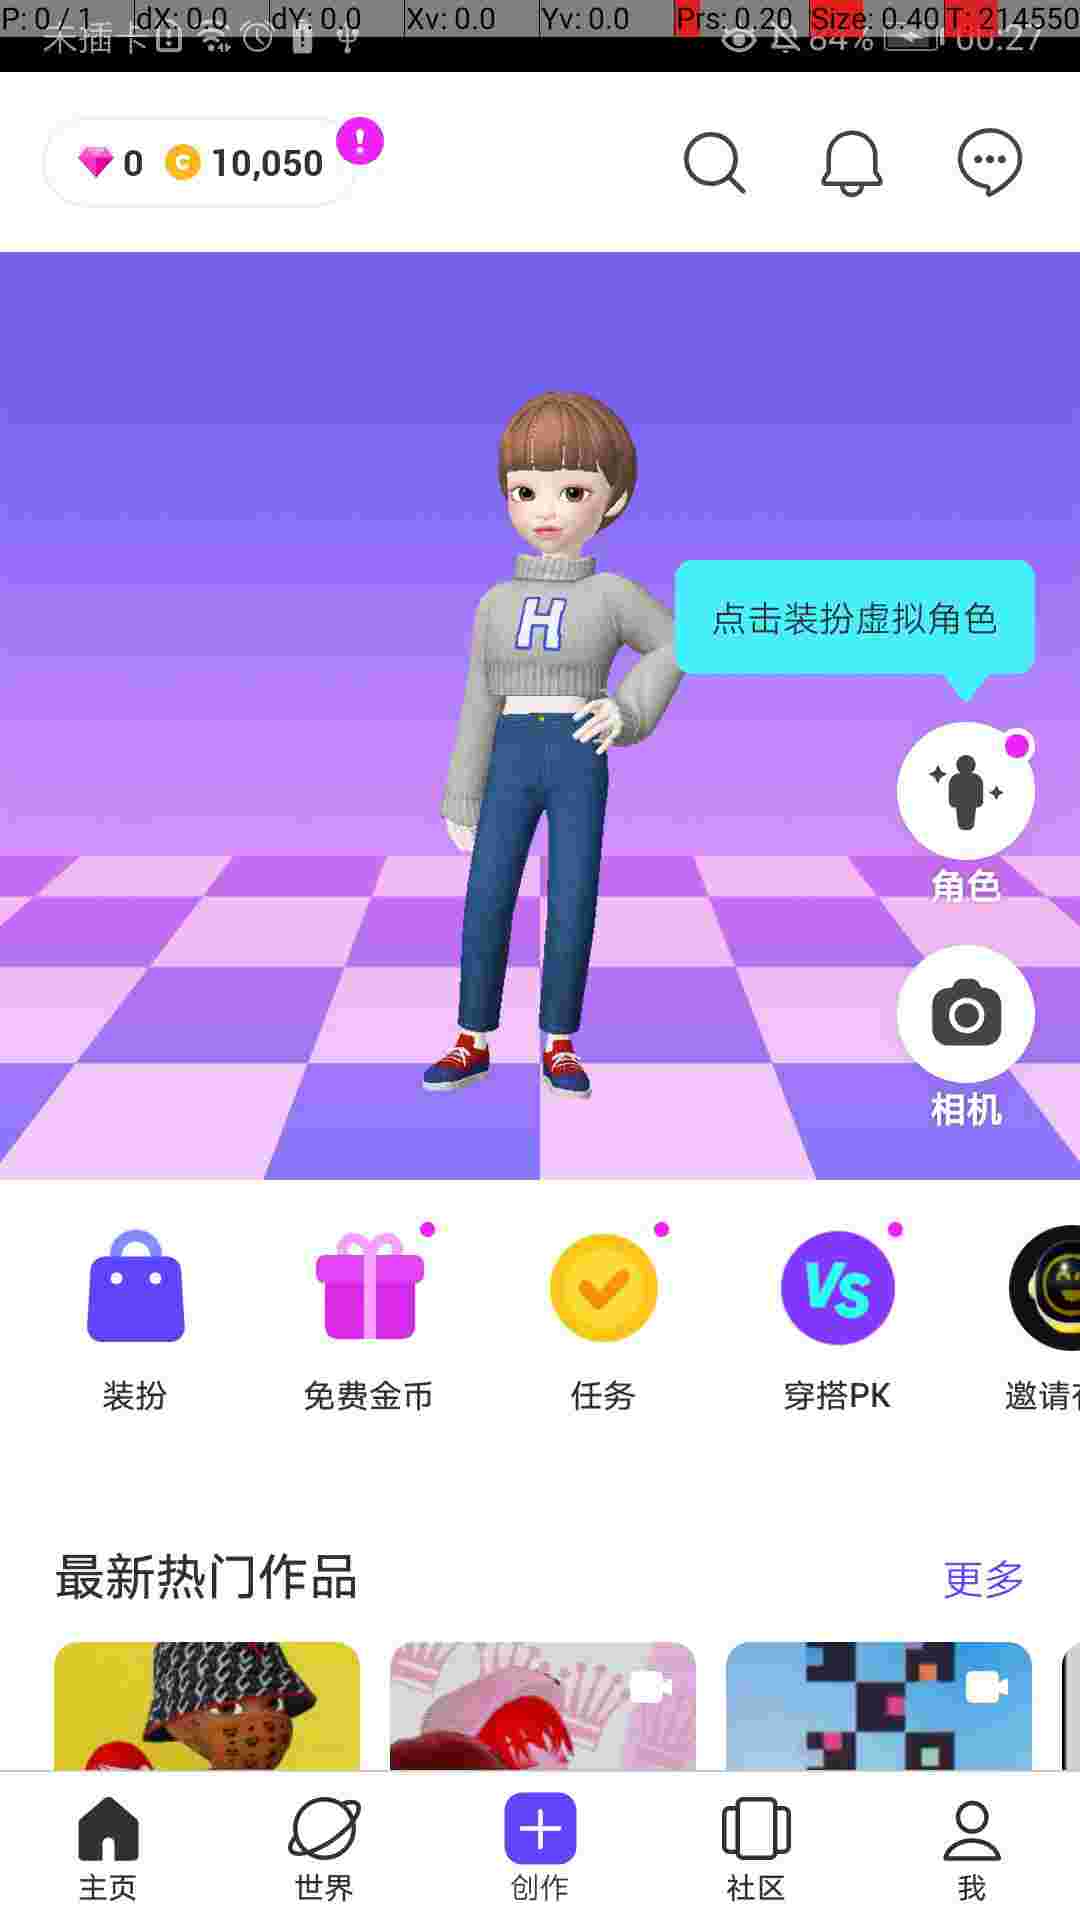 P: 0 / 1 dX: 0.0 dY: 0.0 Xv: 0.0 Yv: 0.0 Prs: 0.20 Size: 0.40 T: 214550
未插卡 84% 00:27
0 C 10,050 !
H
点击装扮虚拟角色
角色
相机
VS
装扮 免费金币 任务 穿搭PK 邀请
最新热门作品 更多
主页 世界 创作 社区 我